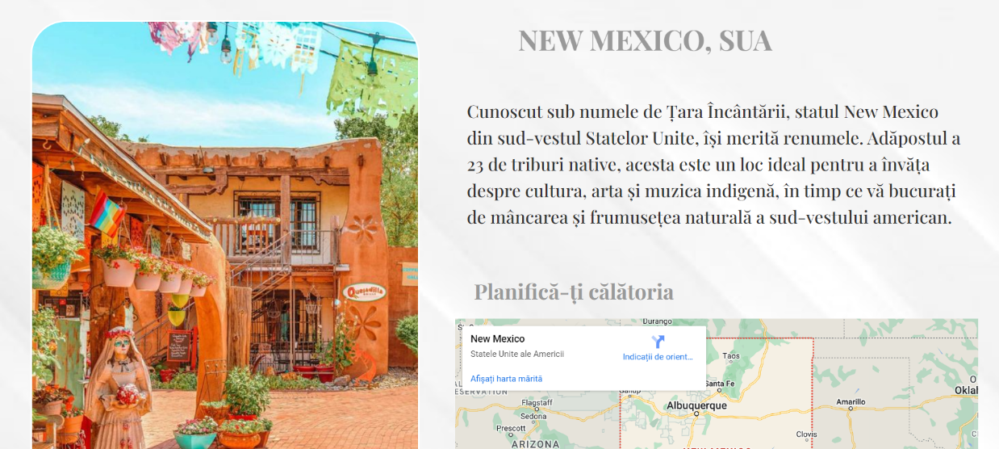 NEW MEXICO, SUA
Cunoscut sub numele de Țara Încântării, statul New Mexico
din sud-vestul Statelor Unite, își merită renumele. Adăpostul a
23 de triburi native, acesta este un loc ideal pentru a învăța
despre cultura, arta și muzica indigenă, în timp ce vă bucurați
de mâncarea și frumusețea naturală a sud-vestului american.
Quesadilla
Planifică-ți călătoria
Durango
New Mexico
Statele Unite ale Americii
Indicații de orient...
Afișați harta mărită
Taos
Santa Fe
Gallup
Albuquerque
Flagstaff
Sedona
Prescott
ARIZONA
Amarillo
Clovis
NEW MEXICO